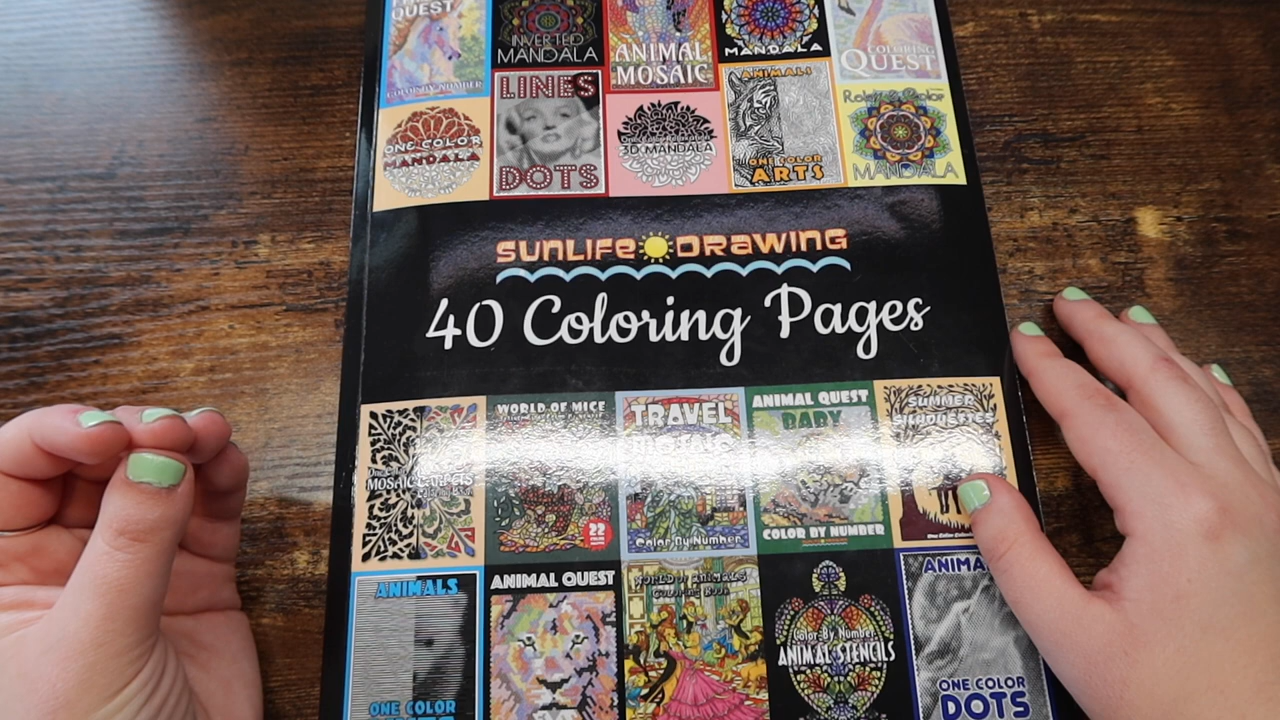 QUEST
COLOR BY NUMBER
INVERTED
MANDALA
ANIMAL
MOSAIC
MANDALA
COLORING
QUEST
ONE COLOR
MANDALA
LINES
DOTS
3D MANDALA
ANIMALS
ONE COLOR
ARTS
MANDALA
SUNLIFE DRAWING
40 Coloring Pages
MOSAIC
WORLD OF MICE
22
TRAVEL
MOSAIC
Color By Number
ANIMAL QUEST
BABY
COLOR BY NUMBER
SUMMER
SILHOUETTES
ANIMALS
ONE COLOR
ANIMAL QUEST
WORLD OF ANIMALS
Coloring Book
Color By Number
ANIMAL STENCILS
ANIMA
ONE COLOR
DOTS